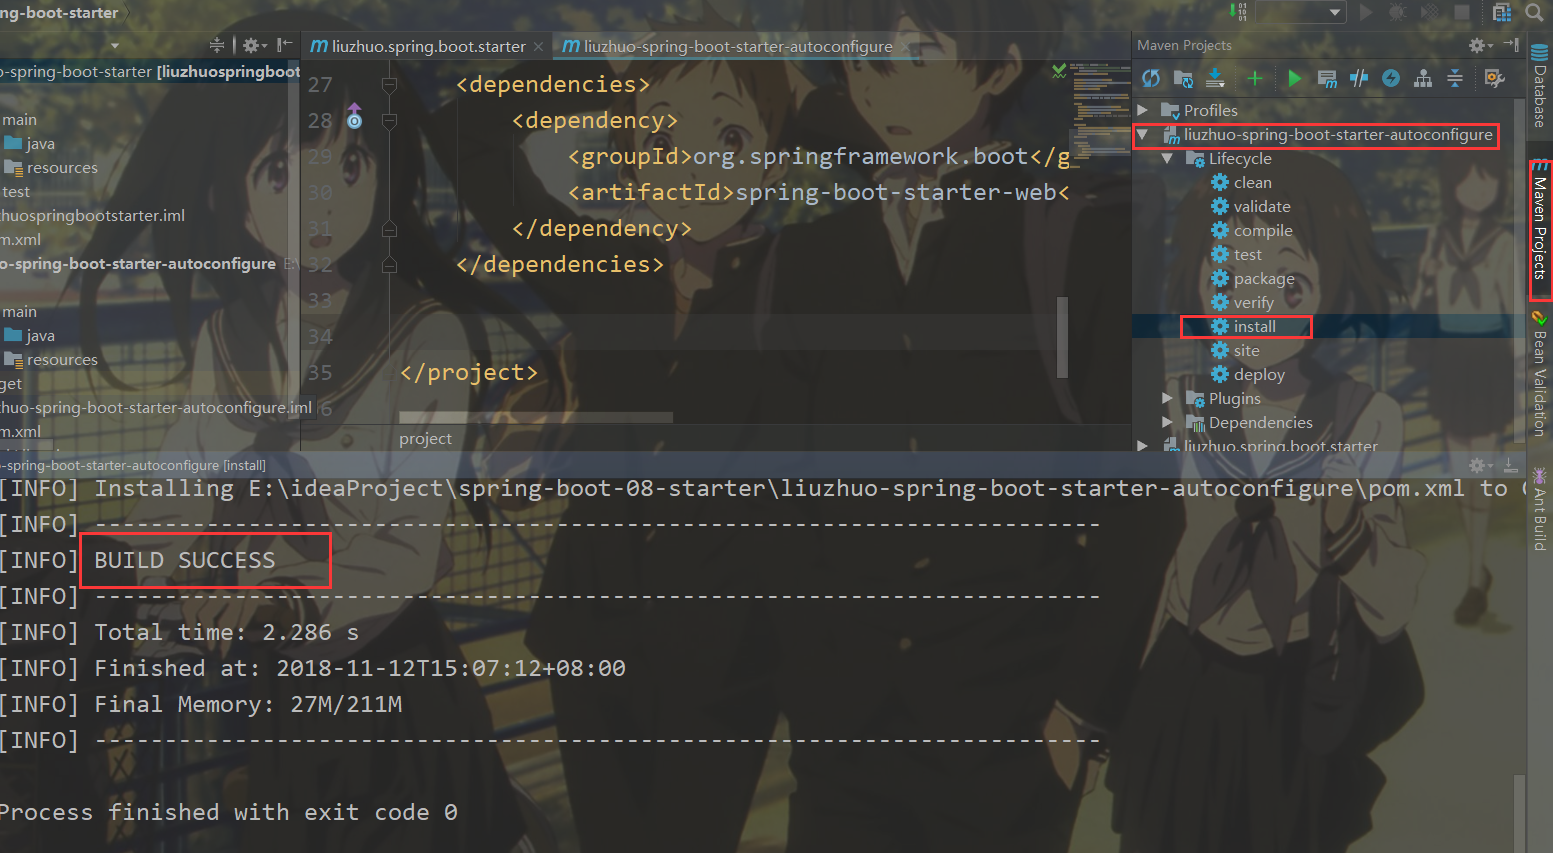 ng-boot-starter
o-spring-boot-starter [liuzhuospringboot
main
java
resources
test
zhuospringbootstarter.iml
m.xml
o-spring-boot-starter-autoconfigure
main
java
resources
get
zhuo-spring-boot-starter-autoconfigure.iml
m.xml
liuzhuo.spring.boot.starter
liuzhuo-spring-boot-starter-autoconfigure
27 <dependencies>
28 <dependency>
29 <groupId>org.springframework.boot</g
30 <artifactId>spring-boot-starter-web<
31 </dependency>
32 </dependencies>
33
34
35 </project>
project
Maven Projects
Profiles
liuzhuo-spring-boot-starter-autoconfigure
Lifecycle
clean
validate
compile
test
package
verify
install
site
deploy
Plugins
Dependencies
liuzhuo.spring.boot.starter
Database
Maven Projects
Bean Validation
Ant Build
o-spring-boot-starter-autoconfigure [install]
[INFO] Installing E:\ideaProject\spring-boot-08-starter\liuzhuo-spring-boot-starter-autoconfigure\pom.xml to C
[INFO] ------------------------------------------------------------------------
[INFO] BUILD SUCCESS
[INFO] ------------------------------------------------------------------------
[INFO] Total time: 2.286 s
[INFO] Finished at: 2018-11-12T15:07:12+08:00
[INFO] Final Memory: 27M/211M
[INFO] ------------------------------------------------------------------------
Process finished with exit code 0